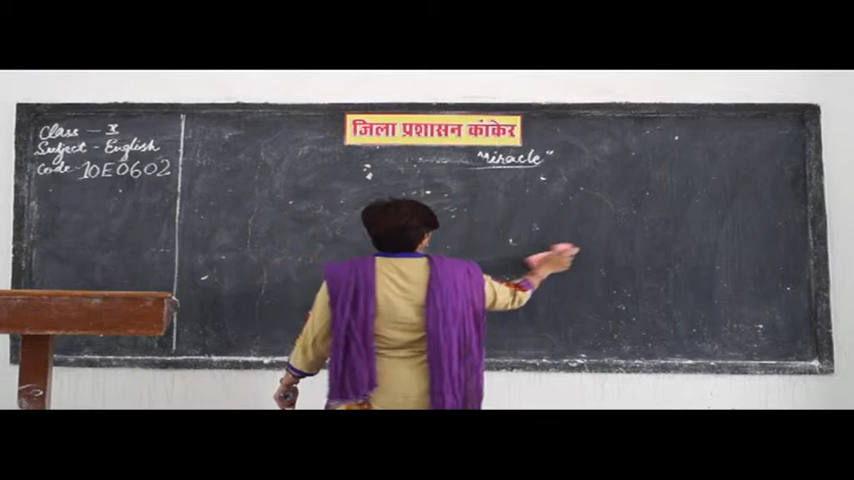 Class - X
Subject - English
Code - 10E0602
जिला प्रशासन कांकेर
"Miracle"